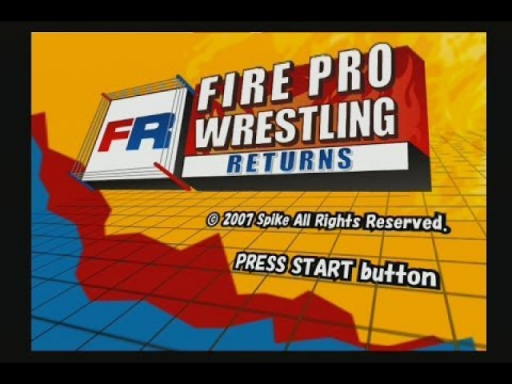 FR
FIRE PRO
WRESTLING
RETURNS
© 2007 Spike All Rights Reserved.
PRESS START button